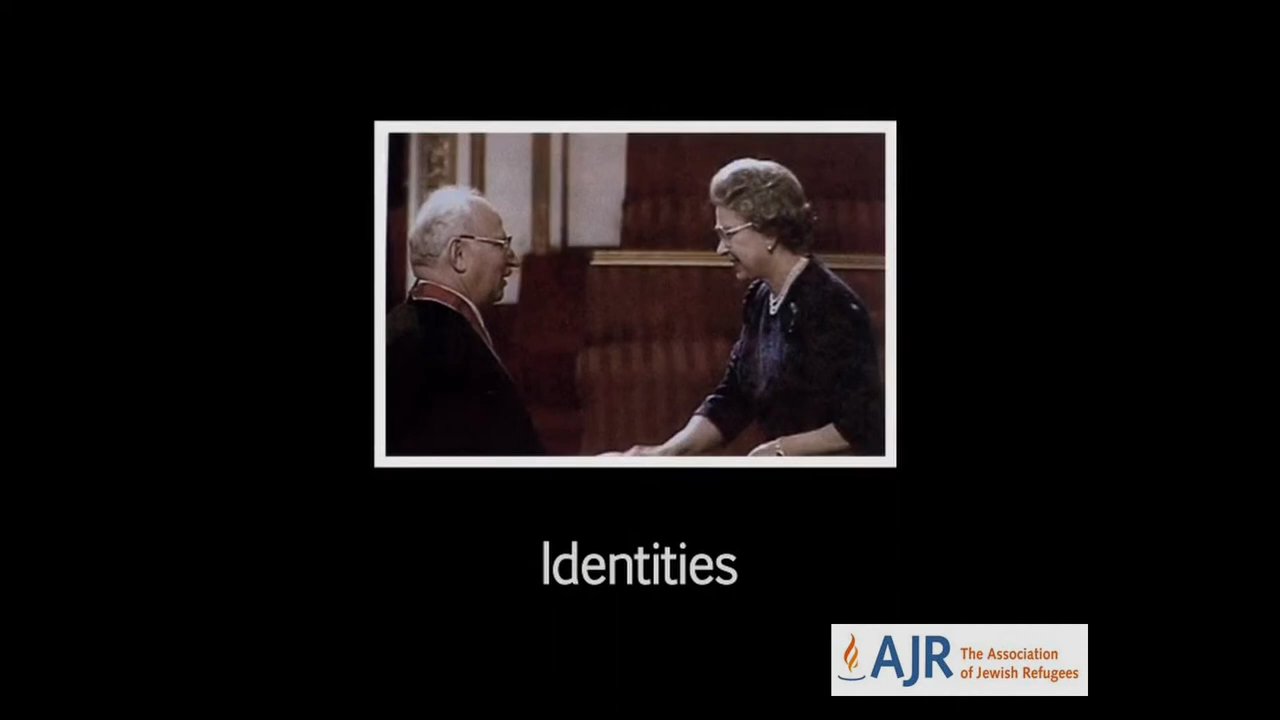 Identities
AJR
The Association
of Jewish Refugees